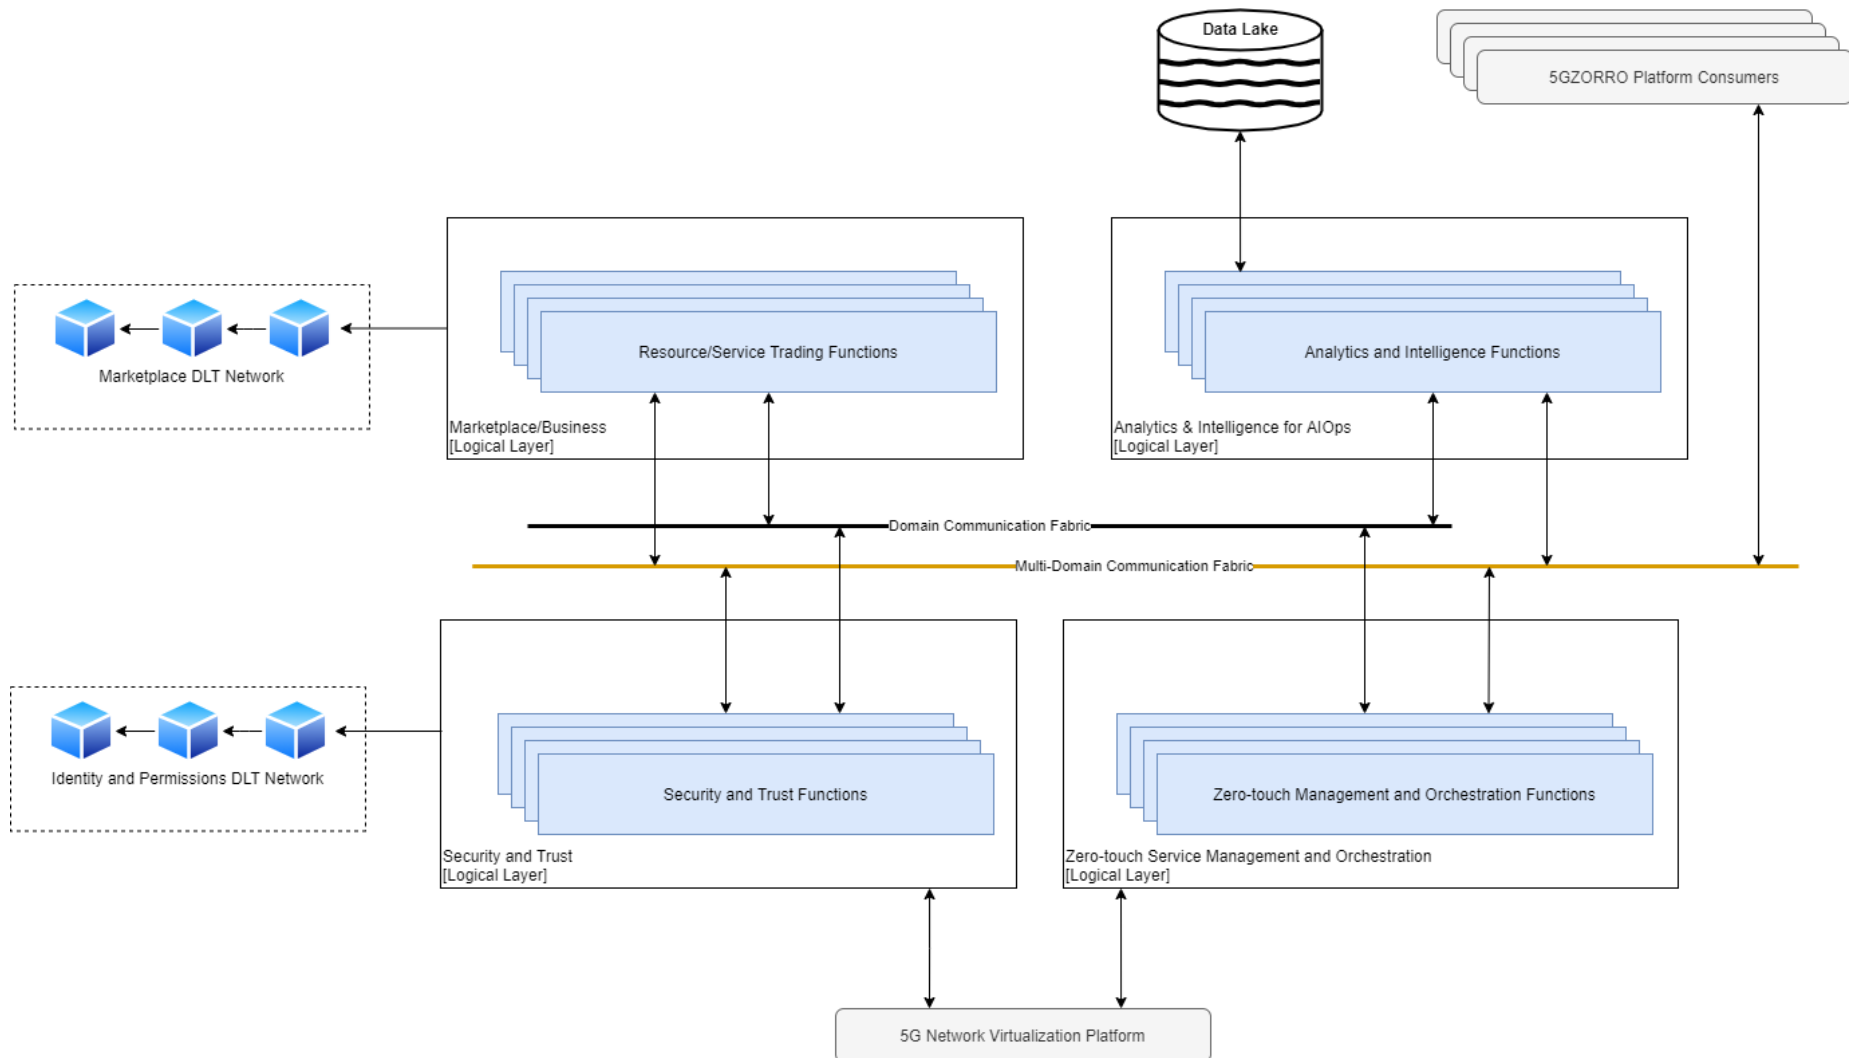 Data Lake
5GZORRO Platform Consumers
Resource/Service Trading Functions
Analytics and Intelligence Functions
Marketplace DLT Network
Marketplace/Business
[Logical Layer]
Analytics & Intelligence for AIOps
[Logical Layer]
Domain Communication Fabric
Multi-Domain Communication Fabric
Identity and Permissions DLT Network
Security and Trust Functions
Zero-touch Management and Orchestration Functions
Security and Trust
[Logical Layer]
Zero-touch Service Management and Orchestration
[Logical Layer]
5G Network Virtualization Platform